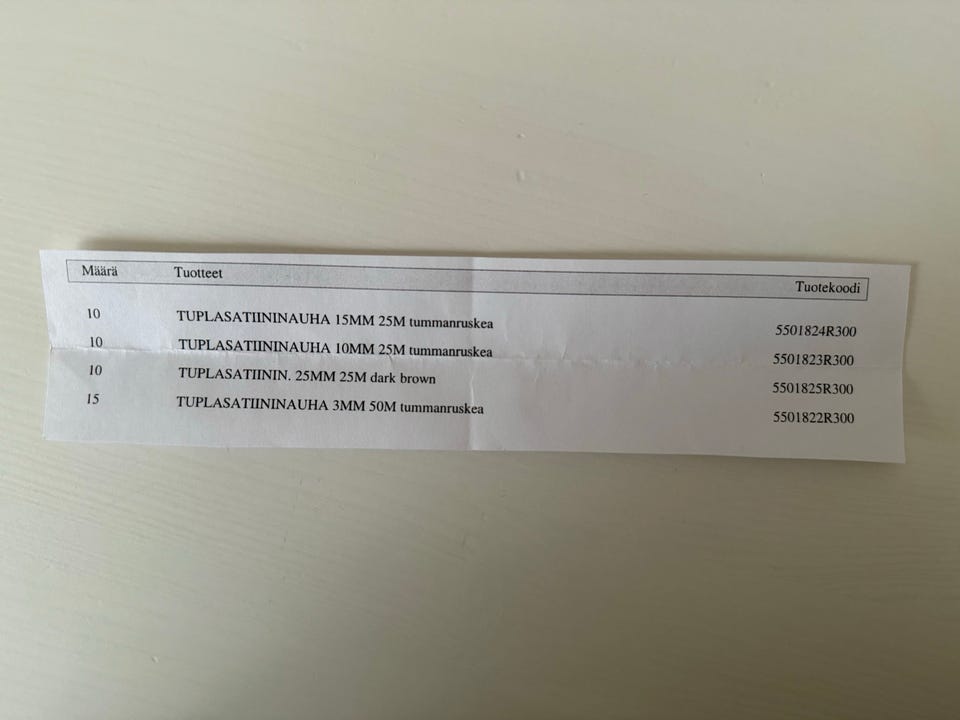 Määrä Tuotteet Tuotekoodi
10 TUPLASATIININAUHA 15MM 25M tummanruskea 5501824R300
10 TUPLASATIININAUHA 10MM 25M tummanruskea 5501823R300
10 TUPLASATIININ. 25MM 25M dark brown 5501825R300
15 TUPLASATIININAUHA 3MM 50M tummanruskea 5501822R300